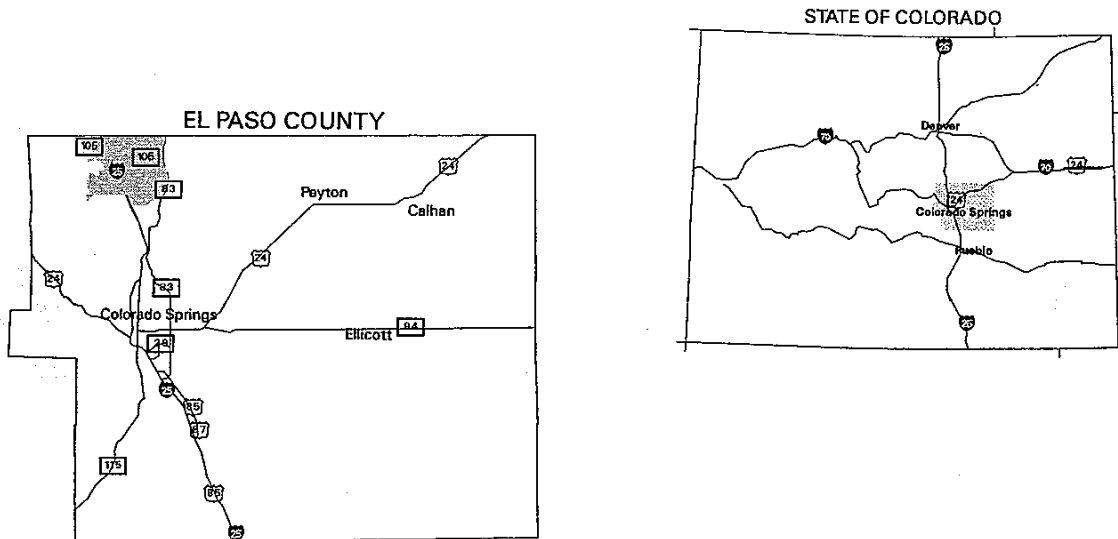 EL PASO COUNTY
105
105
25
83
24
Peyton
Calhan
24
24
83
Colorado Springs
94
Ellicott
25
85
87
115
85
25
STATE OF COLORADO
25
Denver
70
70
24
24
Colorado Springs
Pueblo
25